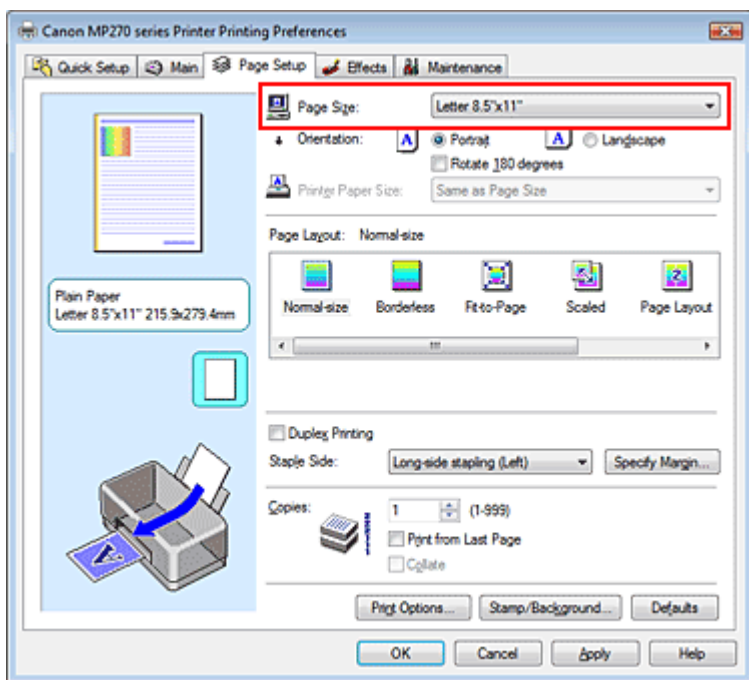 Canon MP270 series Printer Printing Preferences
Quick Setup Main Page Setup Effects Maintenance
Page Size: Letter 8.5"x11"
Orientation: A Portrait A Landscape
Rotate 180 degrees
Printer Paper Size: Same as Page Size
Page Layout: Normal-size
Normal-size Borderless Fit-to-Page Scaled Page Layout
Plain Paper
Letter 8.5"x11" 215.9x279.4mm
Duplex Printing
Staple Side: Long-side stapling (Left) Specify Margin...
Copies: 1 (1-999)
Print from Last Page
Collate
Print Options... Stamp/Background... Defaults
OK Cancel Apply Help